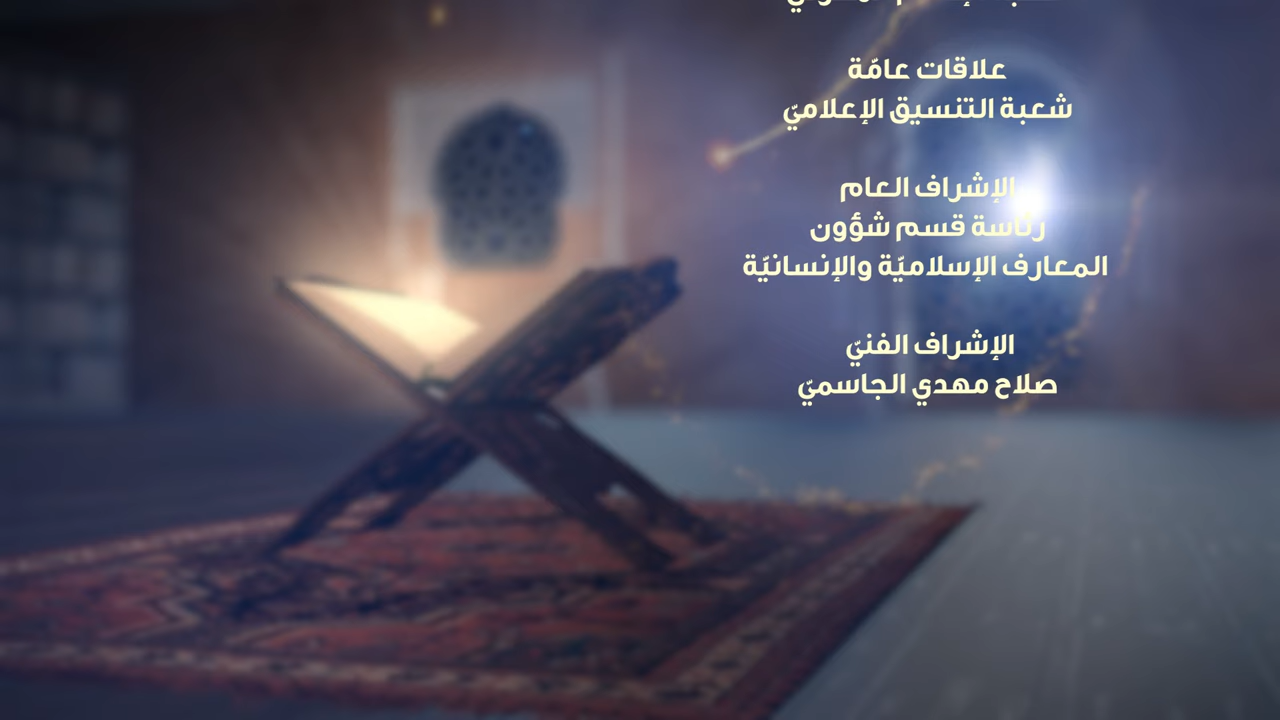 علاقات عامّة
شعبة التنسيق الإعلاميّ
الإشراف العام
رئاسة قسم شؤون
المعارف الإسلاميّة والإنسانيّة
الإشراف الفنيّ
صلاح مهدي الجاسميّ